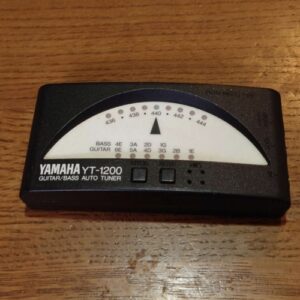 436 438 440 442 444
BASS 4E 3A 2D 1G
GUITAR 6E 5A 4D 3G 2B 1E
YAMAHA YT-1200
GUITAR/BASS AUTO TUNER